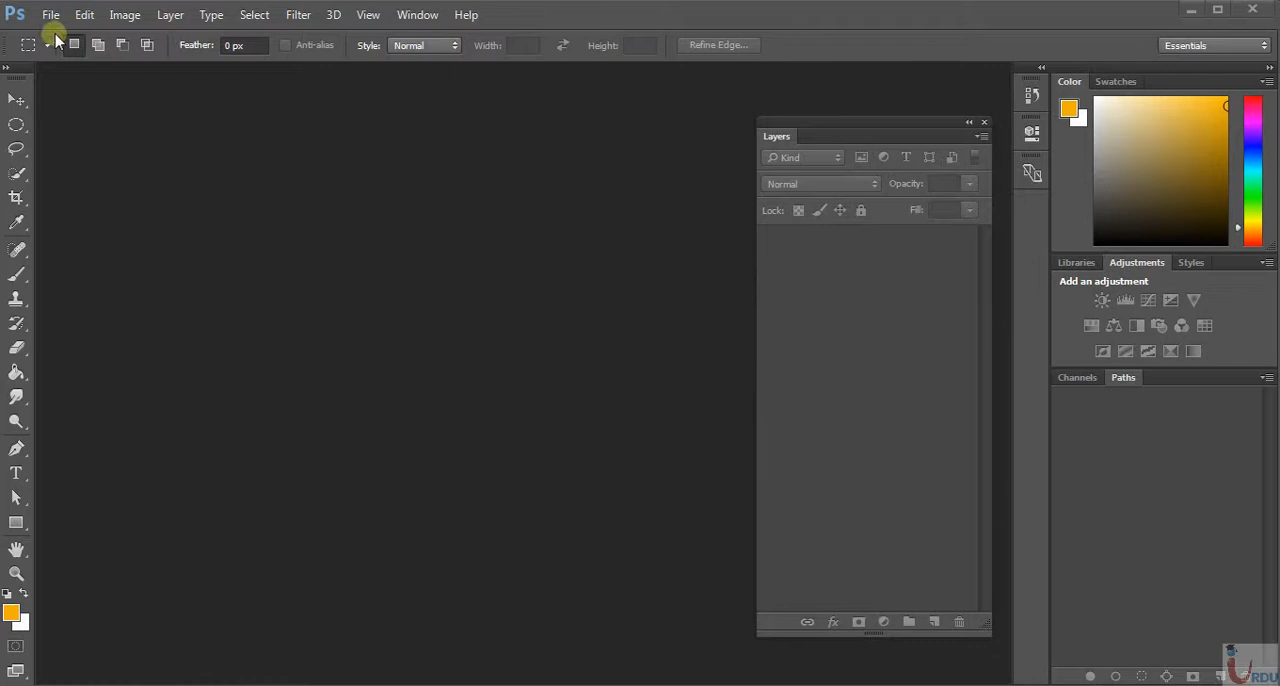 Ps File Edit Image Layer Type Select Filter 3D View Window Help
Feather: 0 px Anti-alias Style: Normal Width: Height: Refine Edge... Essentials
Color Swatches
Layers
Kind
Normal Opacity:
Lock: Fill:
Libraries Adjustments Styles
Add an adjustment
Channels Paths
URDU